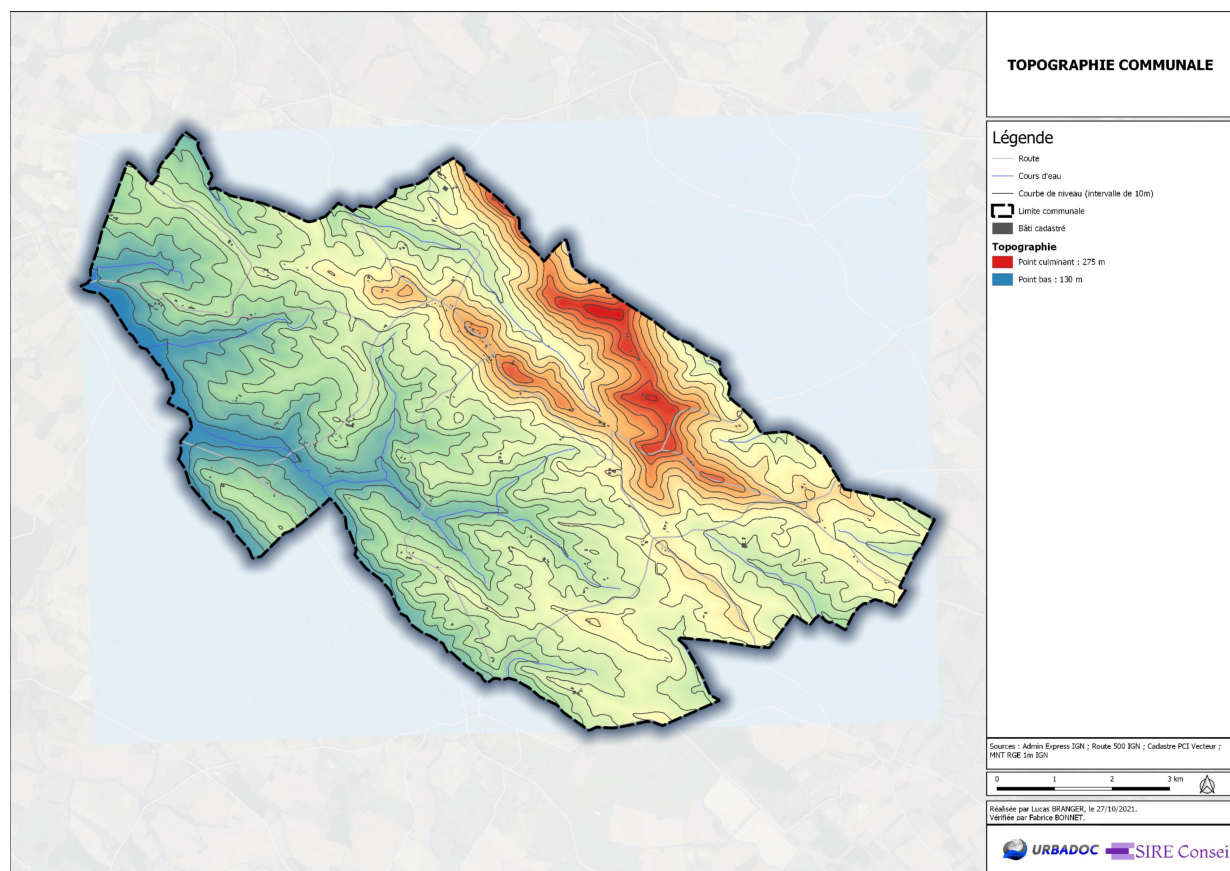 TOPOGRAPHIE COMMUNALE
Légende
Route
Cours d'eau
Courbe de niveau (intervalle de 10m)
Limite communale
Bâti cadastré
Topographie
Point culminant : 275 m
Point bas : 130 m
Sources : Admin Express IGN ; Route 500 IGN ; Cadastre PCI Vecteur ;
MNT RGE 1m IGN
0 1 2 3 km
Réalisée par Lucas BRANGER, le 27/10/2021.
Vérifiée par Fabrice BONNET.
URBADOC SIRE Consei